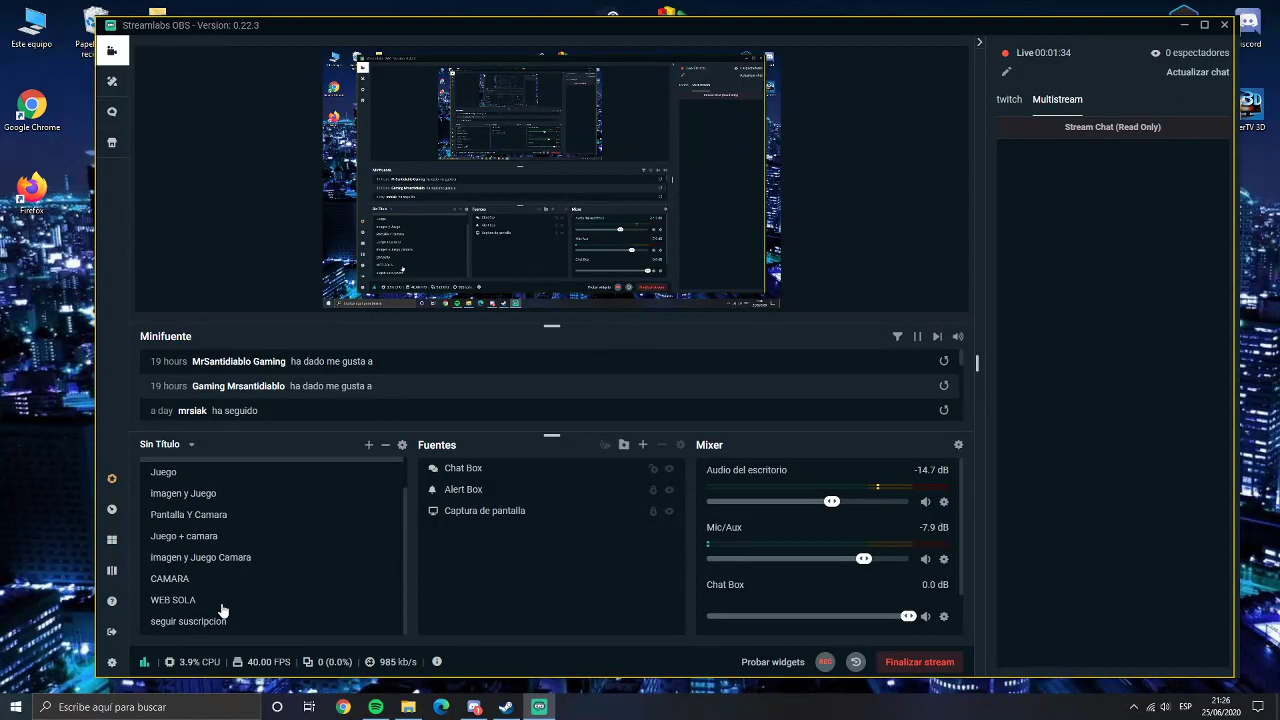 Streamlabs OBS - Version: 0.22.3
Este equipo
Google Chrome
Firefox
Live 00:01:34
0 espectadores
Actualizar chat
twitch
Multistream
Stream Chat (Read Only)
Minifuente
19 hours MrSantidiablo Gaming ha dado me gusta a
19 hours Gaming Mrsantidiablo ha dado me gusta a
a day mrsiak ha seguido
Sin Título
Juego
imagen y Juego
Pantalla Y Camara
Juego + camara
imagen y Juego Camara
CAMARA
WEB SOLA
seguir suscripcion
Fuentes
Chat Box
Alert Box
Captura de pantalla
Mixer
Audio del escritorio -14.7 dB
Mic/Aux -7.9 dB
Chat Box 0.0 dB
3.9% CPU
40.00 FPS
0 (0.0%)
985 kb/s
Probar widgets
REC
Finalizar stream
Escribe aquí para buscar
ESP
21:26
25/06/2020